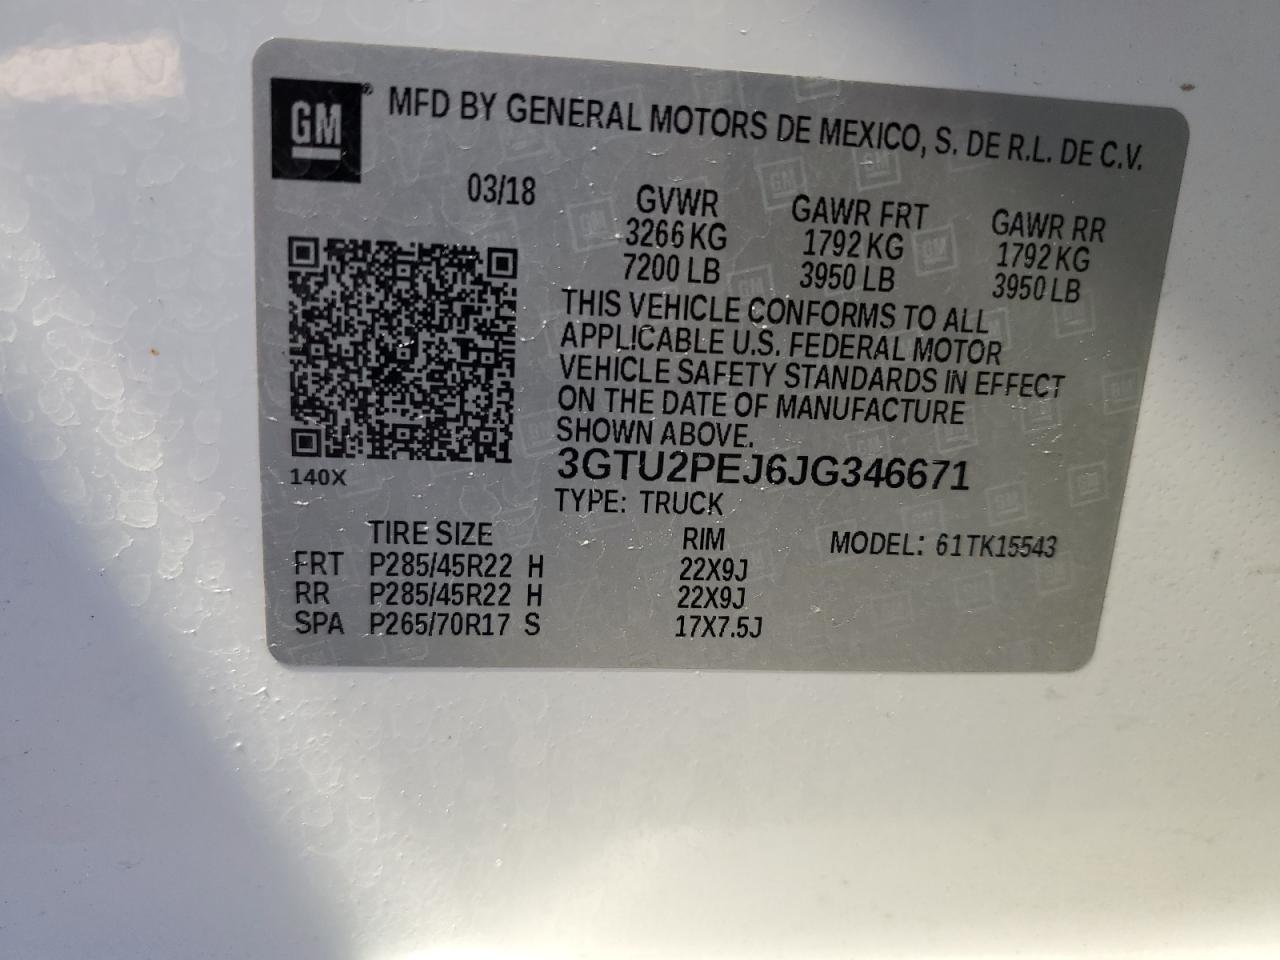 GM® MFD BY GENERAL MOTORS DE MEXICO, S. DE R.L. DE C.V.
03/18 GVWR GAWR FRT GAWR RR
3266 KG 1792 KG 1792 KG
7200 LB 3950 LB 3950 LB
THIS VEHICLE CONFORMS TO ALL
APPLICABLE U.S. FEDERAL MOTOR
VEHICLE SAFETY STANDARDS IN EFFECT
ON THE DATE OF MANUFACTURE
SHOWN ABOVE.
140X 3GTU2PEJ6JG346671
TYPE: TRUCK
TIRE SIZE RIM MODEL: 61TK15543
FRT P285/45R22 H 22X9J
RR P285/45R22 H 22X9J
SPA P265/70R17 S 17X7.5J